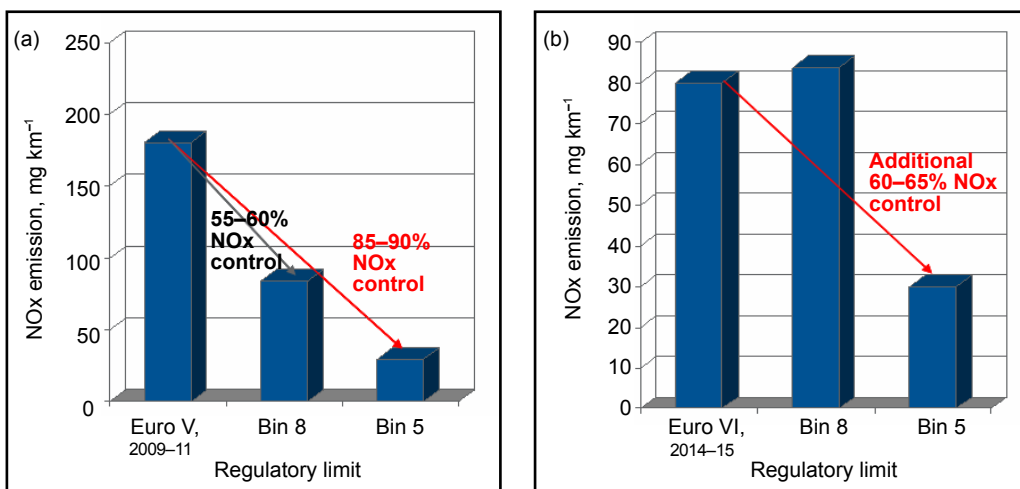 (a)
250
200
150
100
50
0
NOx emission, mg km⁻¹
55–60%
NOx
control
85–90%
NOx
control
Euro V,
2009–11
Bin 8
Bin 5
Regulatory limit
(b)
90
80
70
60
50
40
30
20
10
0
NOx emission, mg km⁻¹
Additional
60–65% NOx
control
Euro VI,
2014–15
Bin 8
Bin 5
Regulatory limit